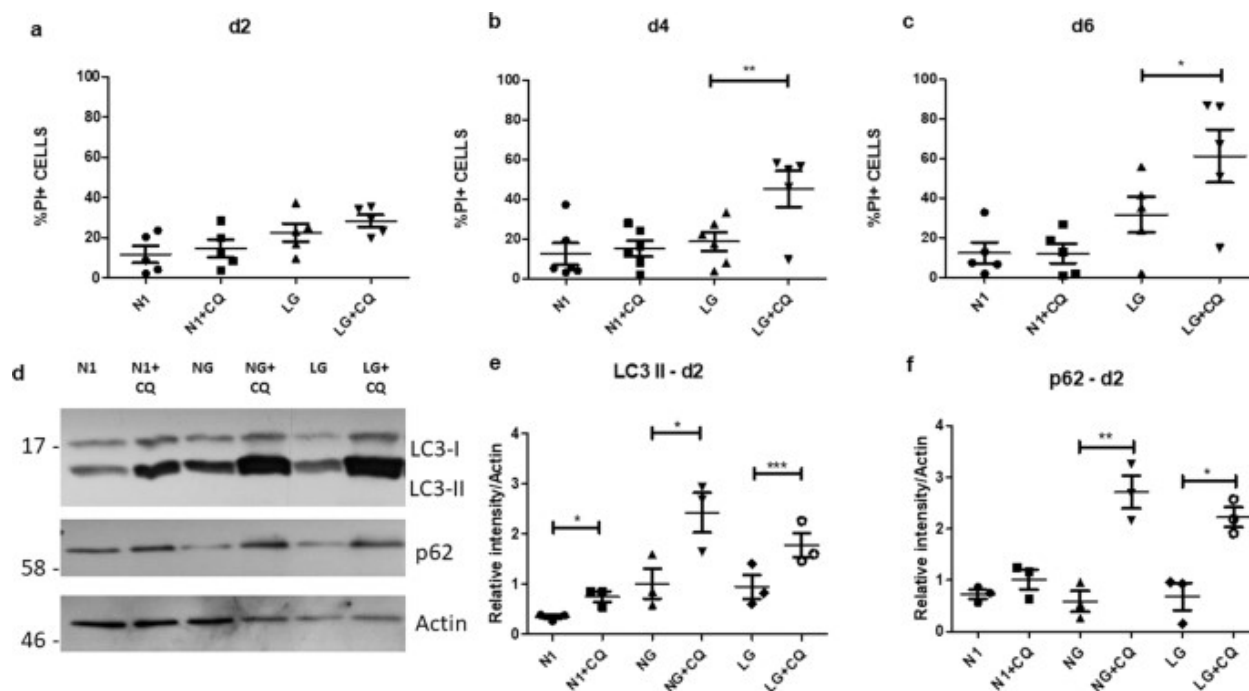 a
d2
%PI+ CELLS
100
80
60
40
20
0
N1
N1+CQ
LG
LG+CQ
b
d4
**
%PI+ CELLS
100
80
60
40
20
0
N1
N1+CQ
LG
LG+CQ
c
d6
*
%PI+ CELLS
100
80
60
40
20
0
N1
N1+CQ
LG
LG+CQ
d
N1 N1+ NG NG+ LG LG+
CQ CQ CQ
17 -
LC3-I
LC3-II
p62
58 -
Actin
46 -
e
LC3 II - d2
*
***
*
Relative intensity/Actin
4
3
2
1
0
N1
N1+CQ
NG
NG+CQ
LG
LG+CQ
f
p62 - d2
**
*
Relative intensity/Actin
4
3
2
1
0
N1
N1+CQ
NG
NG+CQ
LG
LG+CQ